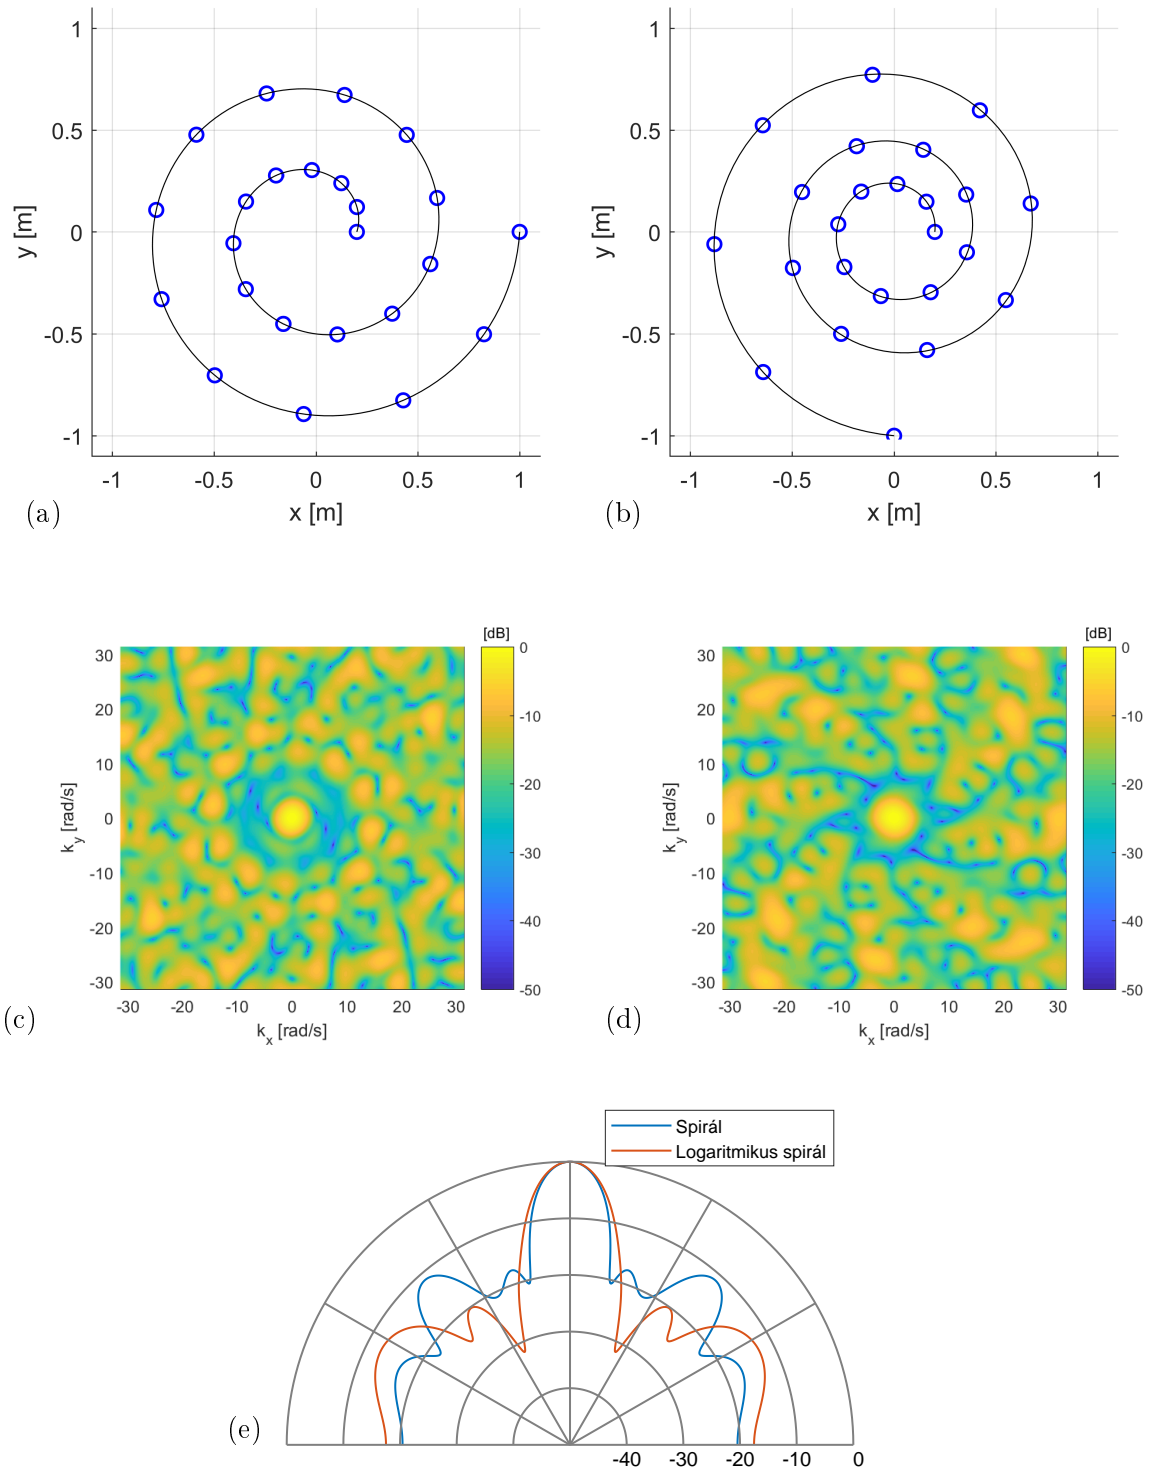 1
0.5
0
-0.5
-1
y [m]
-1 -0.5 0 0.5 1
x [m]
(a)
1
0.5
0
-0.5
-1
y [m]
-1 -0.5 0 0.5 1
x [m]
(b)
[dB]
30
20
10
0
-10
-20
-30
k_y [rad/s]
-30 -20 -10 0 10 20 30
k_x [rad/s]
0
-10
-20
-30
-40
-50
(c)
[dB]
30
20
10
0
-10
-20
-30
k_y [rad/s]
-30 -20 -10 0 10 20 30
k_x [rad/s]
0
-10
-20
-30
-40
-50
(d)
Spirál
Logaritmikus spirál
-40 -30 -20 -10 0
(e)